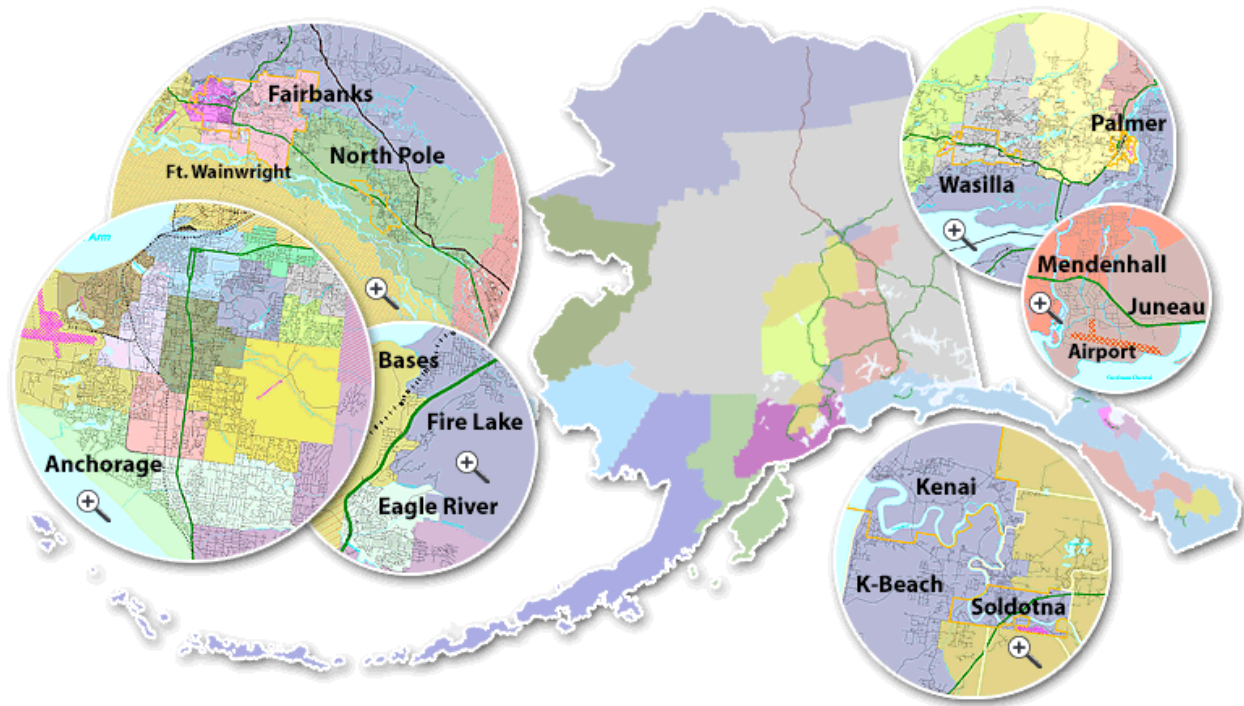 Fairbanks
North Pole
Ft. Wainwright
Arm
Anchorage
Bases
Fire Lake
Eagle River
Palmer
Wasilla
Mendenhall
Juneau
Airport
Kenai
K-Beach
Soldotna